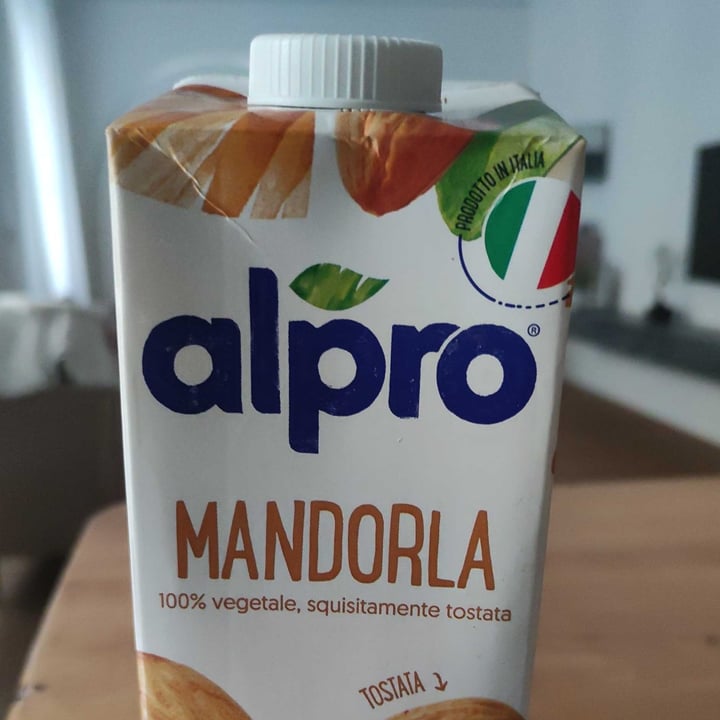 PRODOTTO IN ITALIA
alpro®
MANDORLA
100% vegetale, squisitamente tostata
TOSTATA